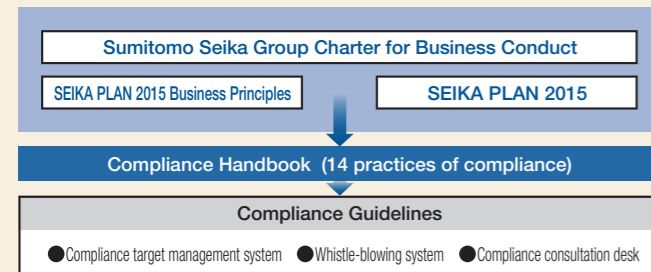 Sumitomo Seika Group Charter for Business Conduct
SEIKA PLAN 2015 Business Principles SEIKA PLAN 2015
Compliance Handbook (14 practices of compliance)
Compliance Guidelines
●Compliance target management system ●Whistle-blowing system ●Compliance consultation desk